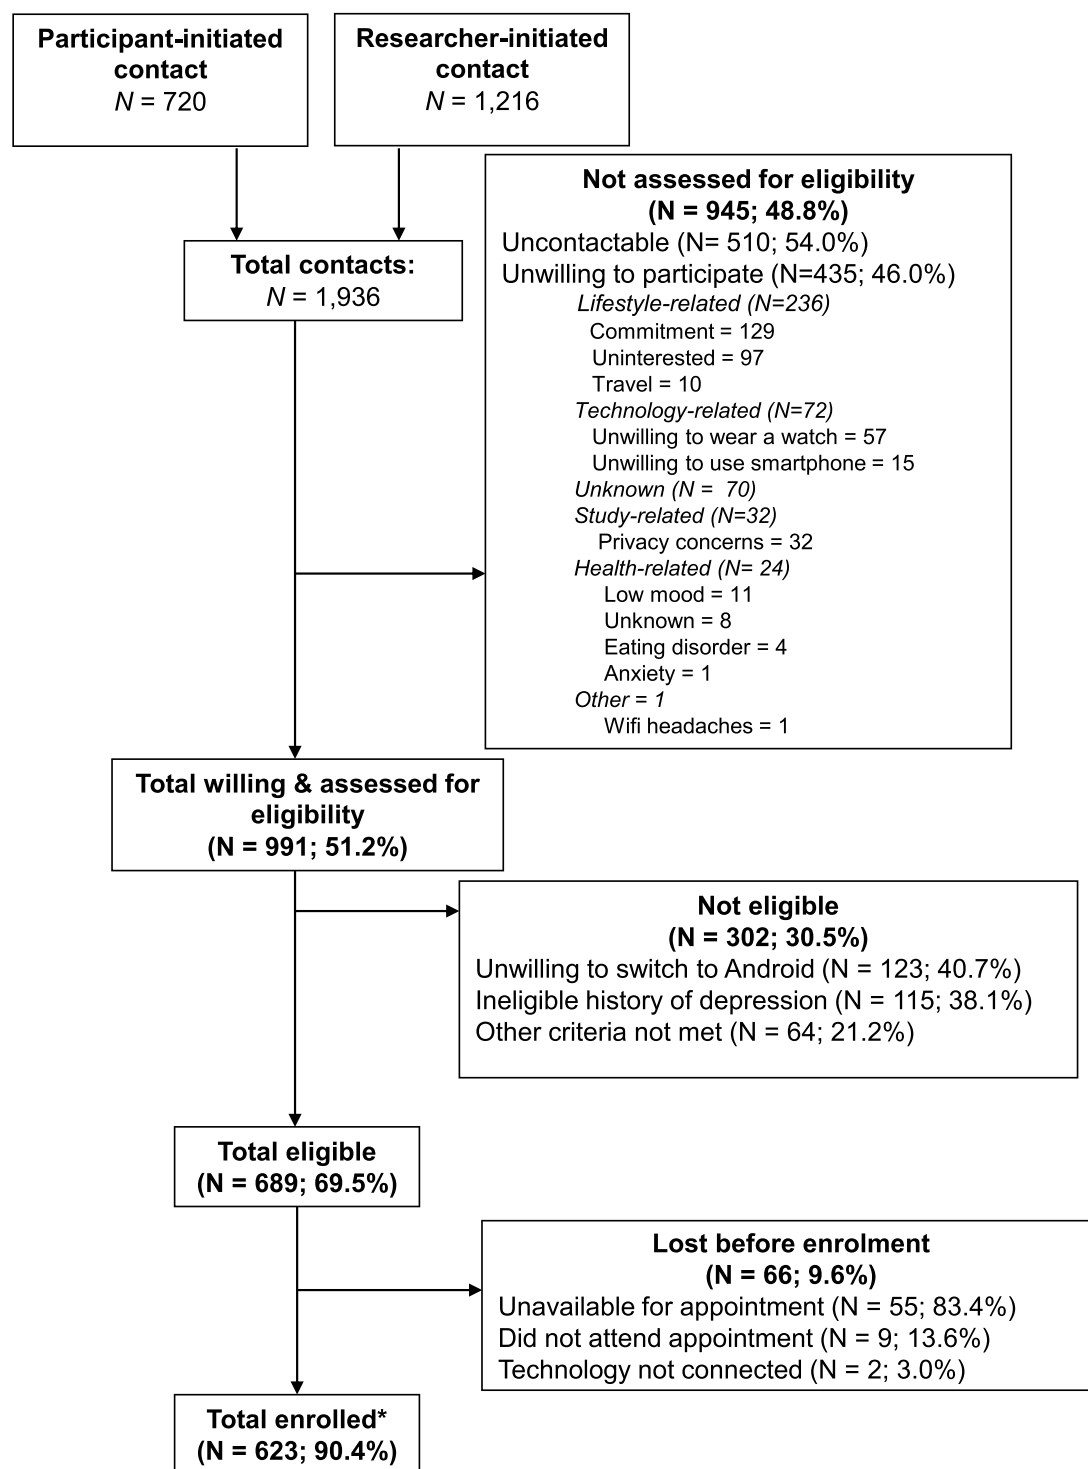 Participant-initiated
contact
N = 720
Researcher-initiated
contact
N = 1,216
Total contacts:
N = 1,936
Not assessed for eligibility
(N = 945; 48.8%)
Uncontactable (N= 510; 54.0%)
Unwilling to participate (N=435; 46.0%)
Lifestyle-related (N=236)
Commitment = 129
Uninterested = 97
Travel = 10
Technology-related (N=72)
Unwilling to wear a watch = 57
Unwilling to use smartphone = 15
Unknown (N = 70)
Study-related (N=32)
Privacy concerns = 32
Health-related (N= 24)
Low mood = 11
Unknown = 8
Eating disorder = 4
Anxiety = 1
Other = 1
Wifi headaches = 1
Total willing & assessed for
eligibility
(N = 991; 51.2%)
Not eligible
(N = 302; 30.5%)
Unwilling to switch to Android (N = 123; 40.7%)
Ineligible history of depression (N = 115; 38.1%)
Other criteria not met (N = 64; 21.2%)
Total eligible
(N = 689; 69.5%)
Lost before enrolment
(N = 66; 9.6%)
Unavailable for appointment (N = 55; 83.4%)
Did not attend appointment (N = 9; 13.6%)
Technology not connected (N = 2; 3.0%)
Total enrolled*
(N = 623; 90.4%)